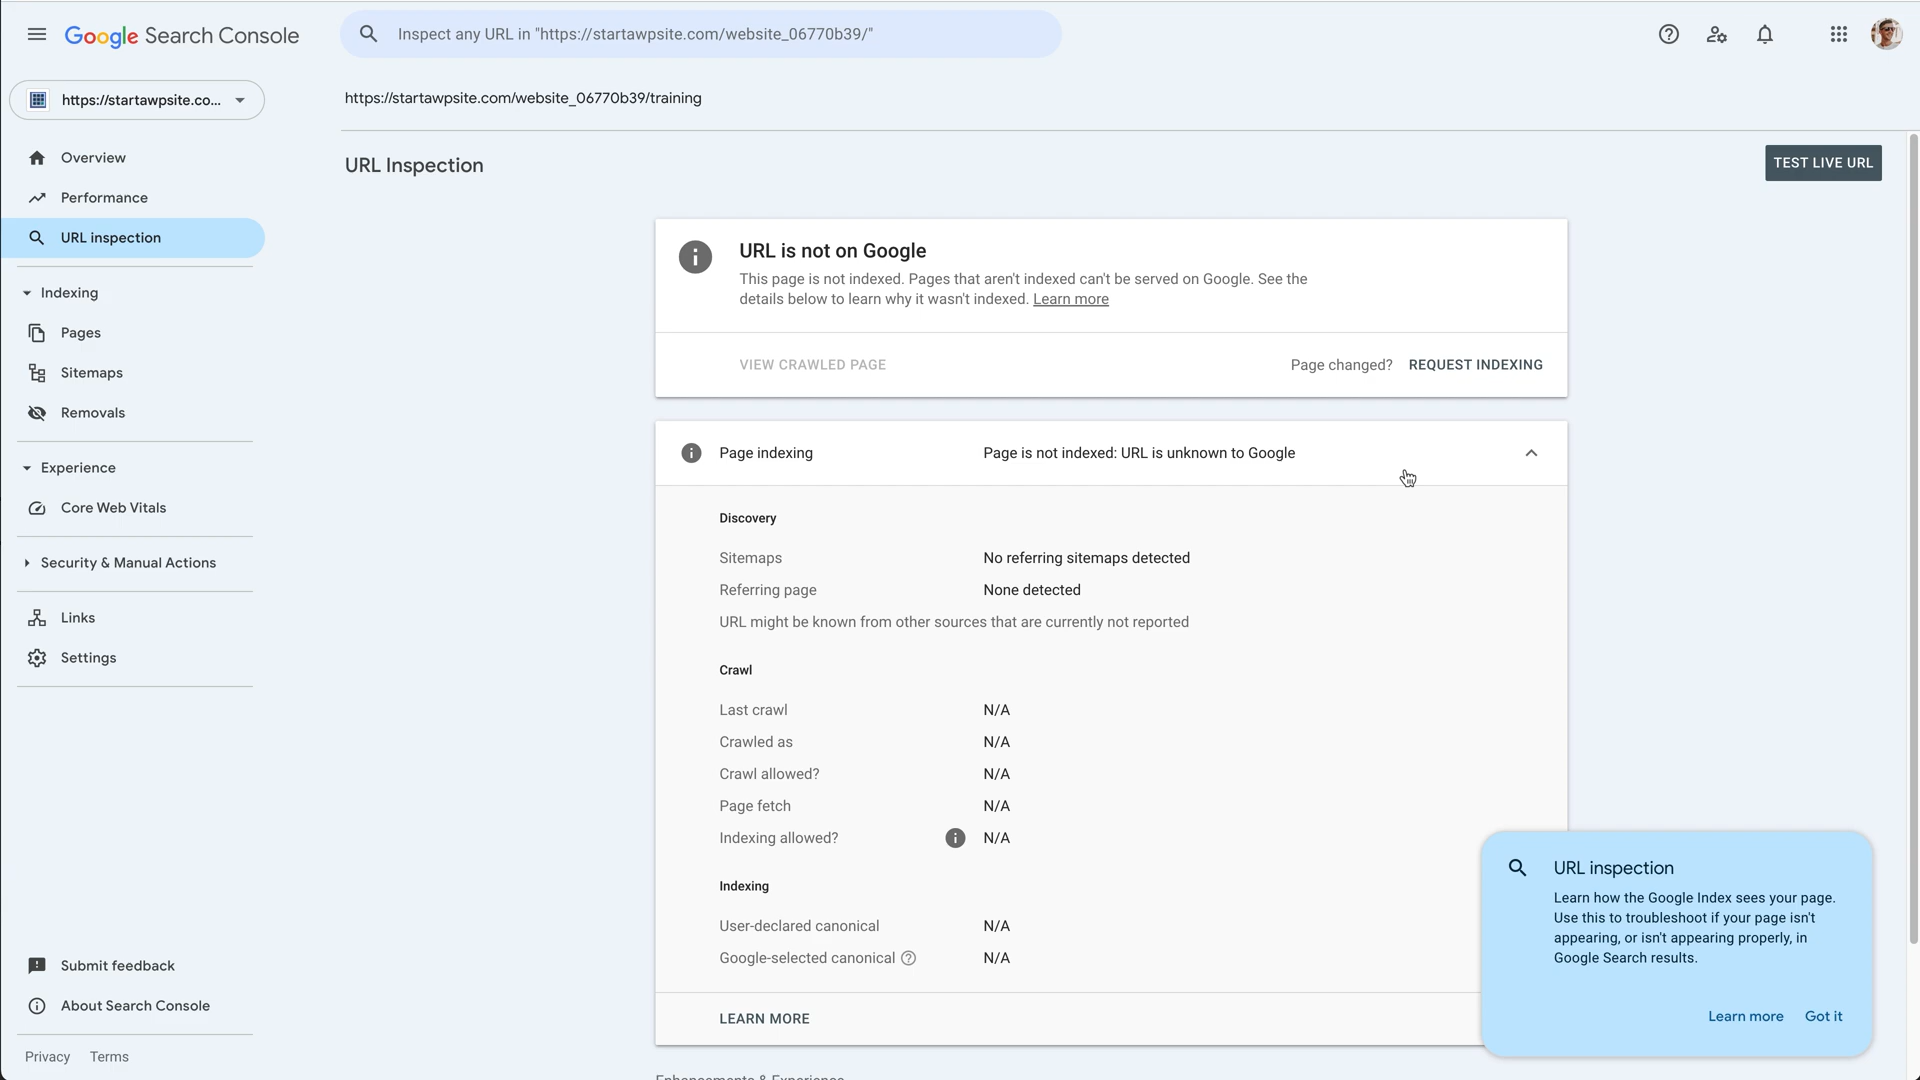 Google Search Console
Inspect any URL in "https://startawpsite.com/website_06770b39/"
https://startawpsite.co...
https://startawpsite.com/website_06770b39/training
Overview
Performance
URL inspection
Indexing
Pages
Sitemaps
Removals
Experience
Core Web Vitals
Security & Manual Actions
Links
Settings
Submit feedback
About Search Console
Privacy Terms
URL Inspection
TEST LIVE URL
URL is not on Google
This page is not indexed. Pages that aren't indexed can't be served on Google. See the
details below to learn why it wasn't indexed. Learn more
VIEW CRAWLED PAGE
Page changed? REQUEST INDEXING
Page indexing Page is not indexed: URL is unknown to Google
Discovery
Sitemaps No referring sitemaps detected
Referring page None detected
URL might be known from other sources that are currently not reported
Crawl
Last crawl N/A
Crawled as N/A
Crawl allowed? N/A
Page fetch N/A
Indexing allowed? N/A
Indexing
User-declared canonical N/A
Google-selected canonical N/A
LEARN MORE
Enhancements & Experience
URL inspection
Learn how the Google Index sees your page.
Use this to troubleshoot if your page isn't
appearing, or isn't appearing properly, in
Google Search results.
Learn more Got it